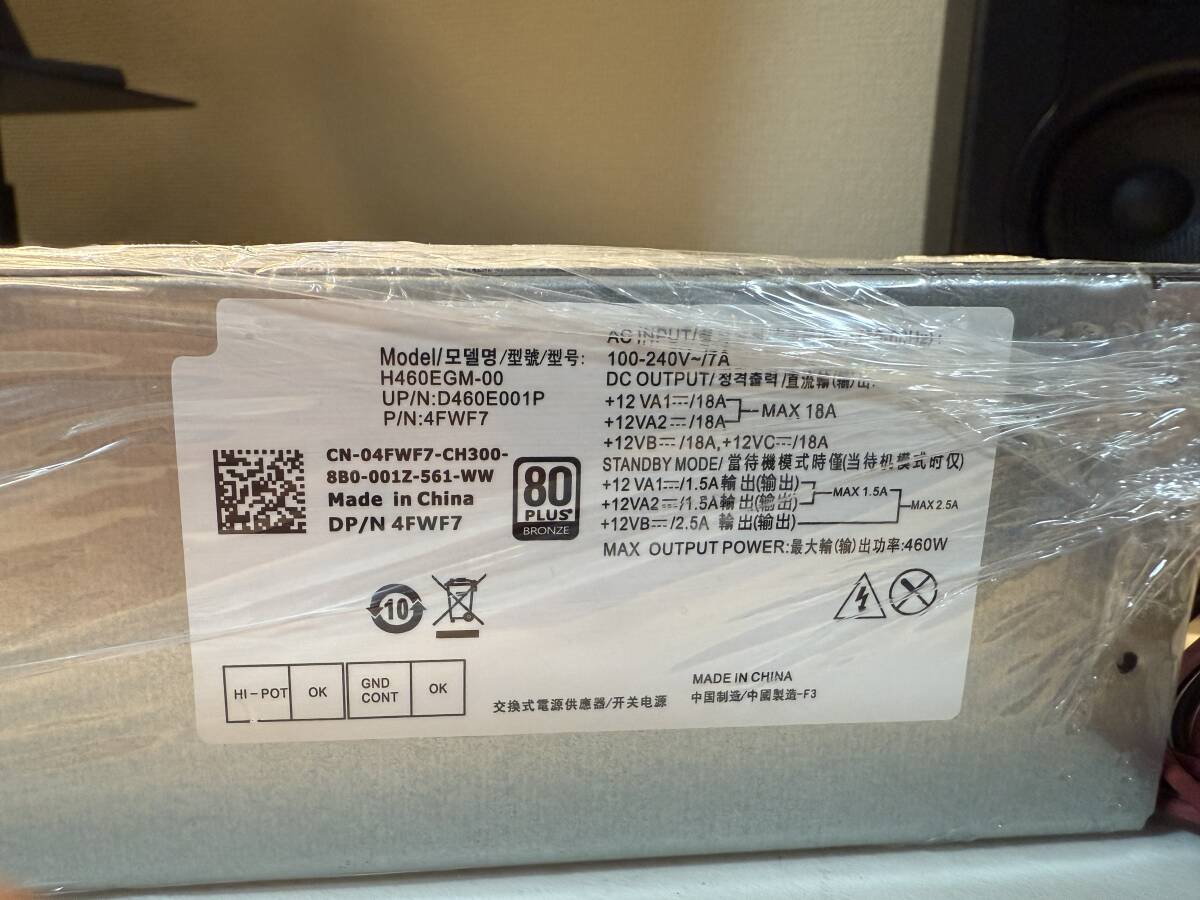 Model/모델명/型號/型号:
H460EGM-00
UP/N:D460E001P
P/N:4FWF7
CN-04FWF7-CH300-
8B0-001Z-561-WW
Made in China
DP/N 4FWF7
80
PLUS
BRONZE
AC INPUT/
100-240V~/7A
DC OUTPUT/정격출력/直流輸(输)出:
+12 VA1⎓/18A
+12VA2⎓/18A
MAX 18A
+12VB⎓/18A,+12VC⎓/18A
STANDBY MODE/ 當待機模式時僅(当待机模式时仅)
+12 VA1⎓/1.5A輸出(输出)
+12VA2⎓/1.5A輸出(输出)
MAX 1.5A
+12VB⎓/2.5A 輸出(输出)
MAX 2.5A
MAX OUTPUT POWER:最大輸(输)出功率:460W
10
HI-POT OK GND CONT OK
交換式電源供應器/开关电源
MADE IN CHINA
中国制造/中國製造-F3